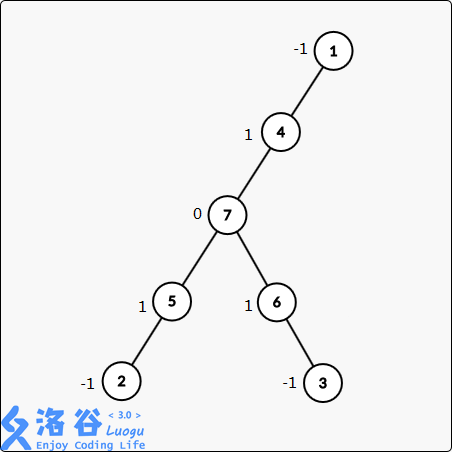 -1 1
1 4
0 7
1 5 1 6
-1 2 -1 3
洛谷 < 3.0 >
Luogu
Enjoy Coding Life